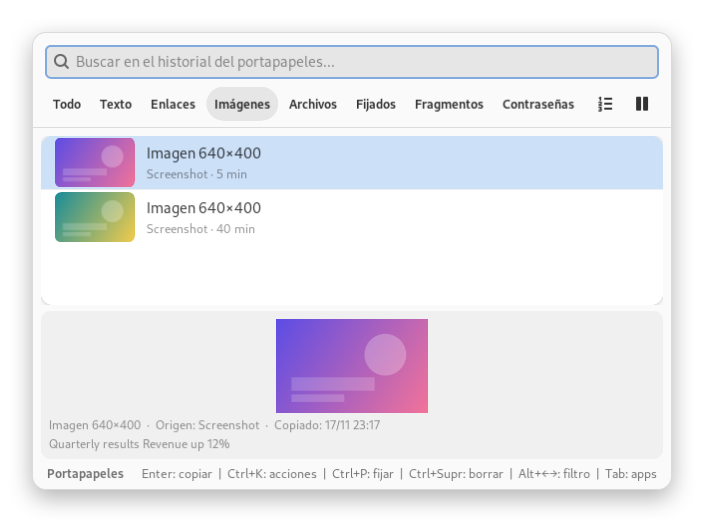 Buscar en el historial del portapapeles...
Todo Texto Enlaces Imágenes Archivos Fijados Fragmentos Contraseñas
Imagen 640×400
Screenshot · 5 min
Imagen 640×400
Screenshot · 40 min
Imagen 640×400 · Origen: Screenshot · Copiado: 17/11 23:17
Quarterly results Revenue up 12%
Portapapeles Enter: copiar | Ctrl+K: acciones | Ctrl+P: fijar | Ctrl+Supr: borrar | Alt+←→: filtro | Tab: apps